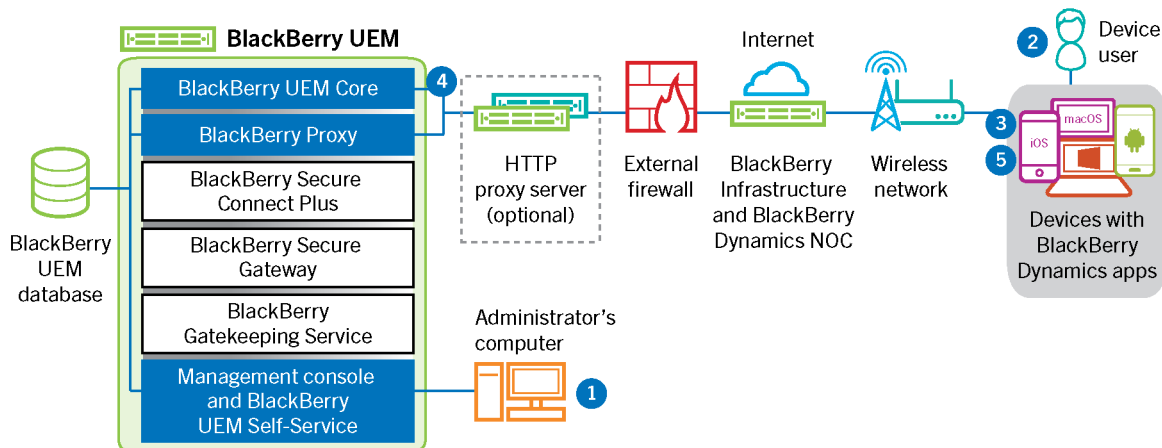 BlackBerry UEM
BlackBerry UEM Core
BlackBerry Proxy
BlackBerry Secure
Connect Plus
BlackBerry Secure
Gateway
BlackBerry
Gatekeeping Service
Management console
and BlackBerry
UEM Self-Service
BlackBerry
UEM
database
4
HTTP
proxy server
(optional)
Administrator's
computer
1
External
firewall
Internet
BlackBerry
Infrastructure
and BlackBerry
Dynamics NOC
Wireless
network
2
Device
user
3
5
iOS
macOS
Devices with
BlackBerry
Dynamics apps